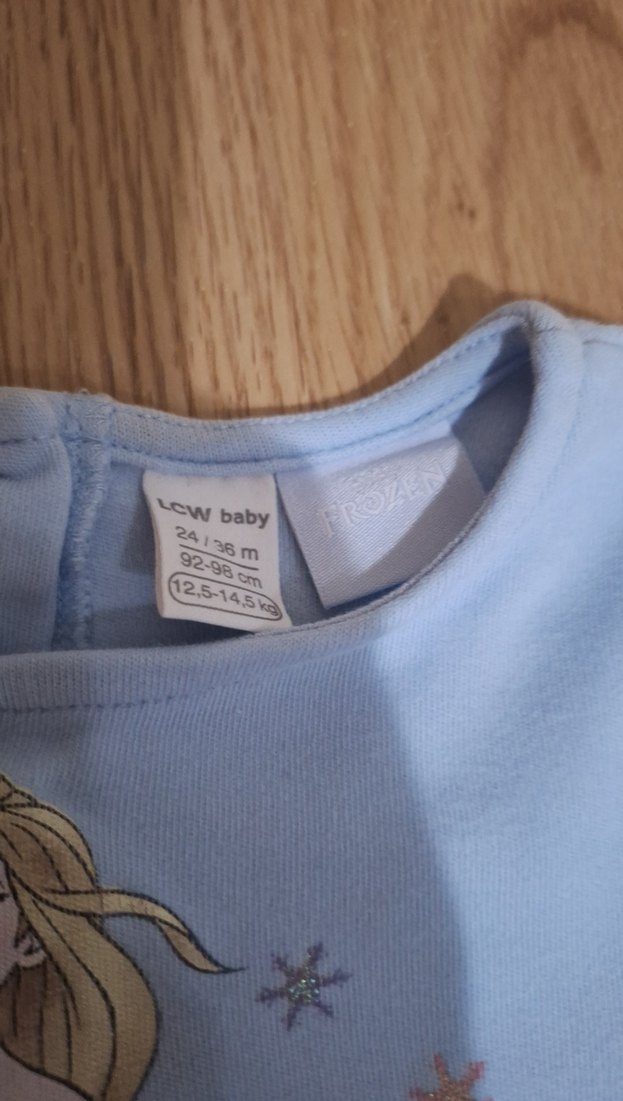 LCW baby
24 / 36 m
92-98 cm
12,5-14,5 kg
FROZEN